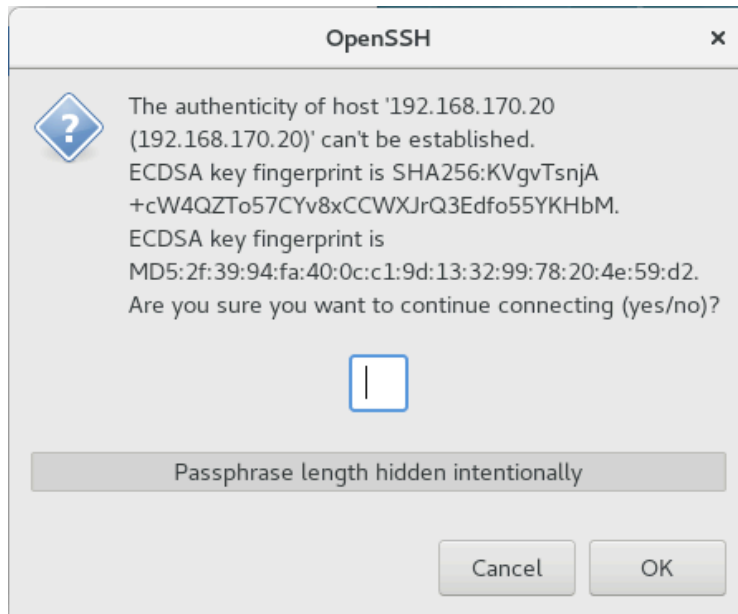 OpenSSH
The authenticity of host '192.168.170.20
(192.168.170.20)' can't be established.
ECDSA key fingerprint is SHA256:KVgvTsnjA
+cW4QZTo57CYv8xCCWXJrQ3Edfo55YKHbM.
ECDSA key fingerprint is
MD5:2f:39:94:fa:40:0c:c1:9d:13:32:99:78:20:4e:59:d2.
Are you sure you want to continue connecting (yes/no)?
Passphrase length hidden intentionally
Cancel
OK